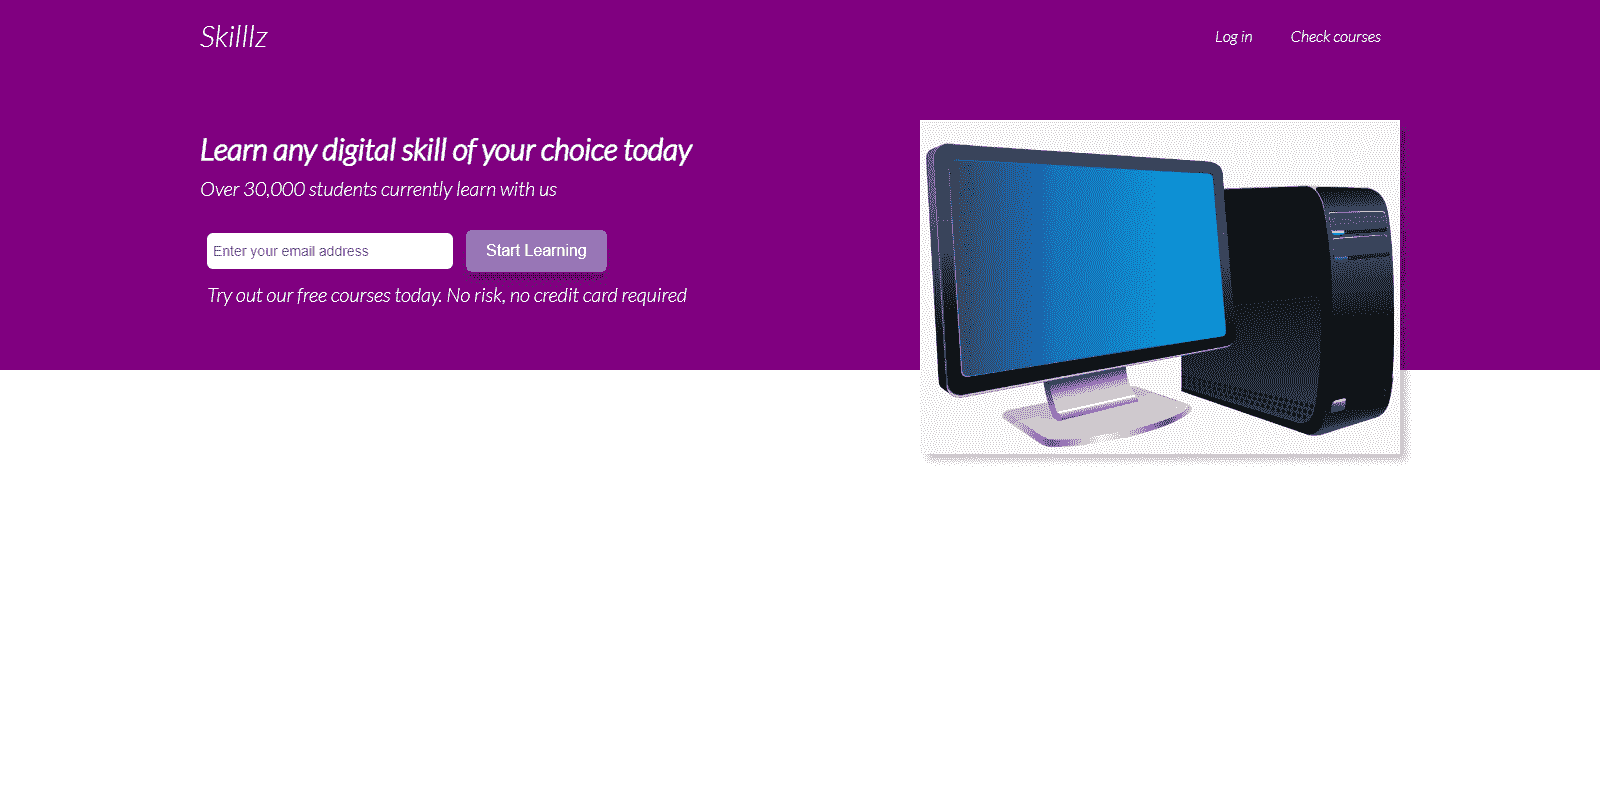 Skilllz
Log in
Check courses
Learn any digital skill of your choice today
Over 30,000 students currently learn with us
Enter your email address
Start Learning
Try out our free courses today. No risk, no credit card required